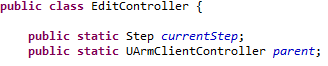 public class EditController {
public static Step currentStep;
public static UArmClientController parent;